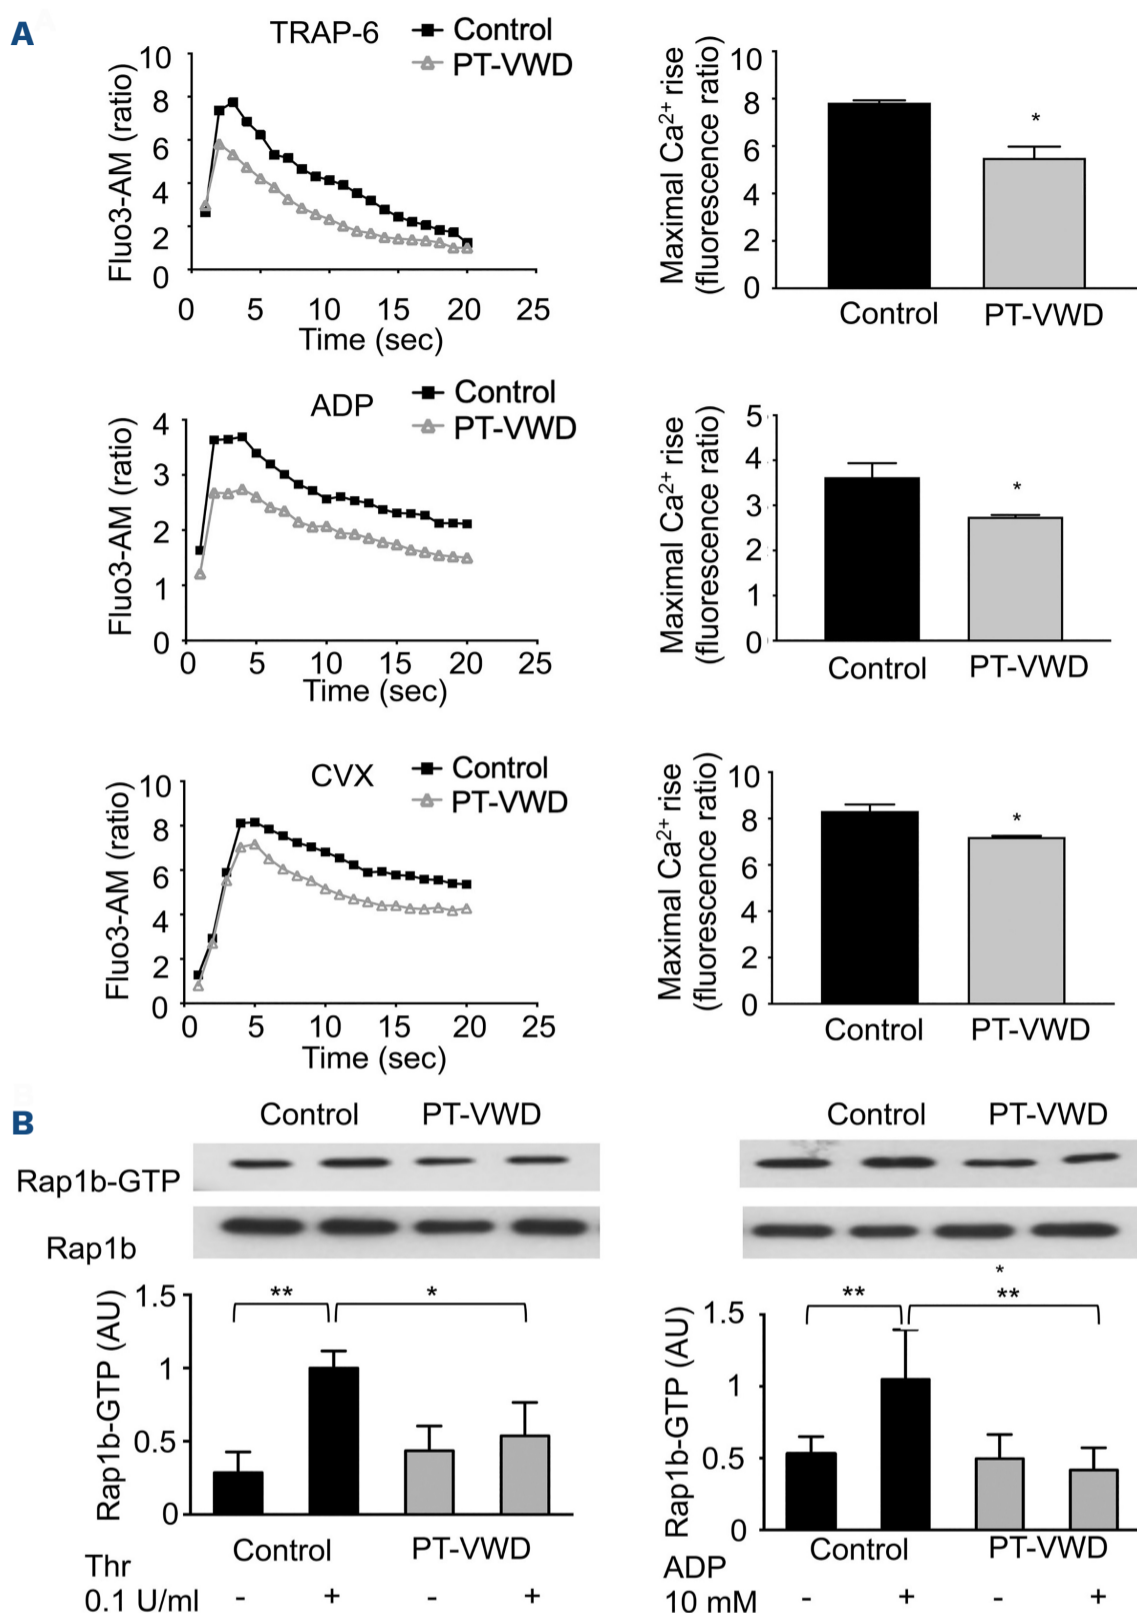 A
TRAP-6
Control
PT-VWD
Fluo3-AM (ratio)
10
8
6
4
2
0
0 5 10 15 20 25
Time (sec)
Maximal Ca2+ rise
(fluorescence ratio)
10
8
6
4
2
0
Control PT-VWD
*
ADP
Control
PT-VWD
Fluo3-AM (ratio)
4
3
2
1
0
0 5 10 15 20 25
Time (sec)
Maximal Ca2+ rise
(fluorescence ratio)
5
4
3
2
1
0
*
Control PT-VWD
CVX
Control
PT-VWD
Fluo3-AM (ratio)
10
8
6
4
2
0
0 5 10 15 20 25
Time (sec)
Maximal Ca2+ rise
(fluorescence ratio)
10
8
6
4
2
0
*
Control PT-VWD
B
Control PT-VWD
Rap1b-GTP
Rap1b
Rap1b-GTP (AU)
1.5
1
0.5
0
** *
Control PT-VWD
Thr
0.1 U/ml - + - +
Control PT-VWD
*
** **
Rap1b-GTP (AU)
1.5
1
0.5
0
Control PT-VWD
ADP
10 mM - + - +